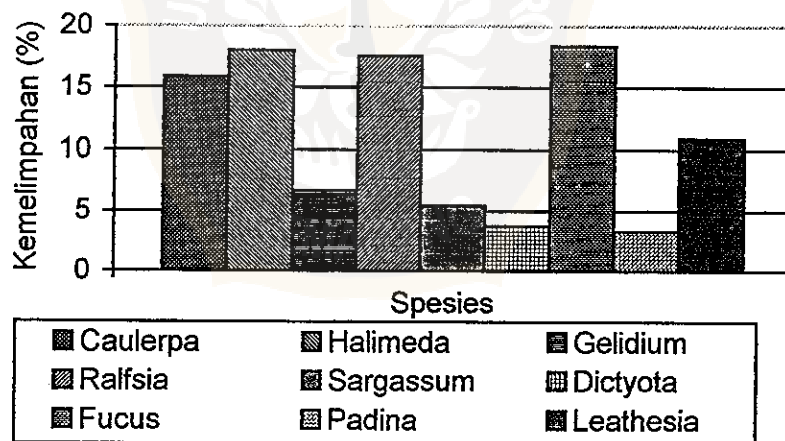 Kemelimpahan (%)
20
15
10
5
0
Spesies
Caulerpa Halimeda Gelidium
Ralfsia Sargassum Dictyota
Fucus Padina Leathesia